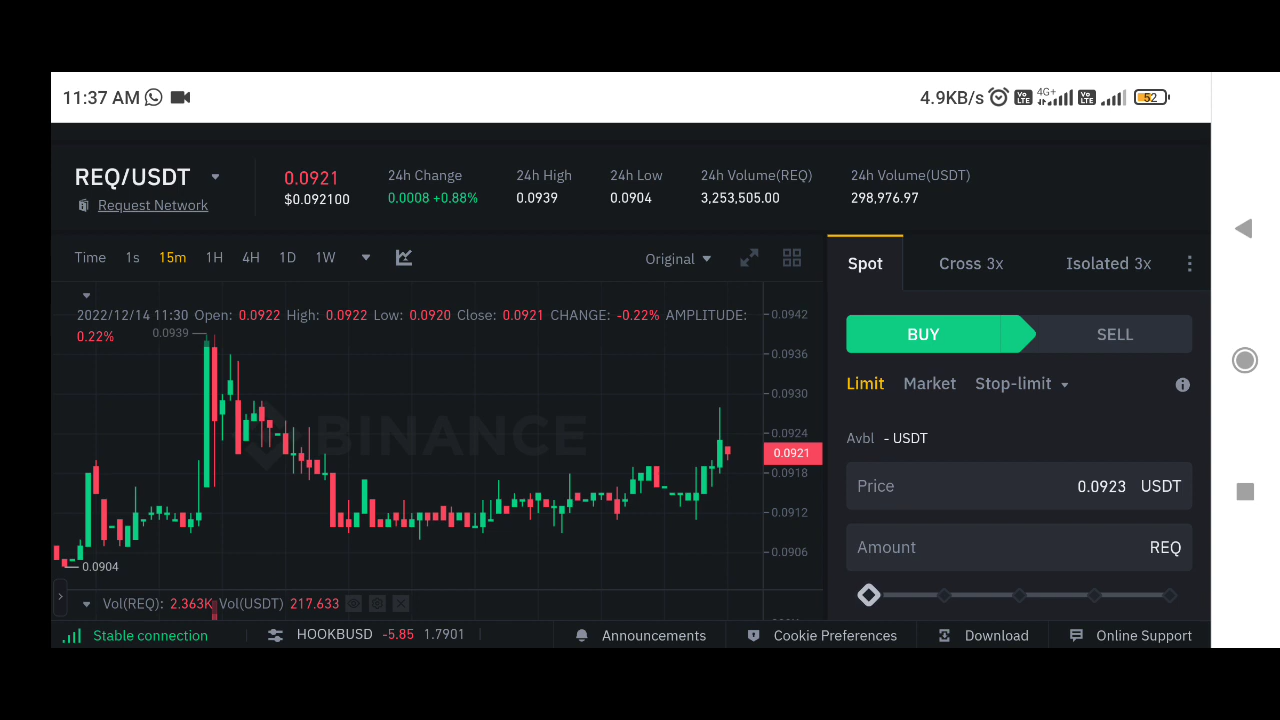 11:37 AM 4.9KB/s Vo LTE 4G+ Vo LTE 52
REQ/USDT 0.0921 24h Change 24h High 24h Low 24h Volume(REQ) 24h Volume(USDT)
Request Network $0.092100 0.0008 +0.88% 0.0939 0.0904 3,253,505.00 298,976.97
Time 1s 15m 1H 4H 1D 1W Original
Spot Cross 3x Isolated 3x
2022/12/14 11:30 Open: 0.0922 High: 0.0922 Low: 0.0920 Close: 0.0921 CHANGE: -0.22% AMPLITUDE:
0.22%
0.0939
0.0904
BINANCE
0.0942
0.0936
0.0930
0.0924
0.0921
0.0918
0.0912
0.0906
BUY SELL
Limit Market Stop-limit
Avbl - USDT
Price 0.0923 USDT
Amount REQ
Vol(REQ): 2.363K Vol(USDT) 217.633
Stable connection HOOKBUSD -5.85 1.7901 Announcements Cookie Preferences Download Online Support